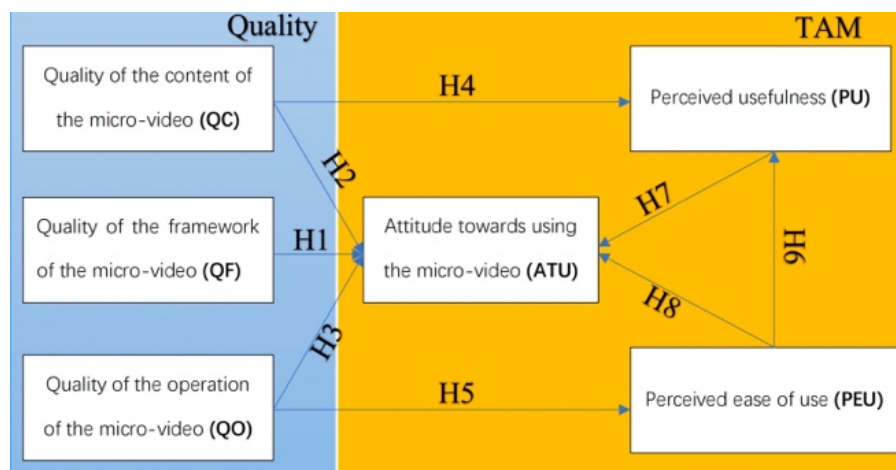 Quality
TAM
Quality of the content of
the micro-video (QC)
H4
Perceived usefulness (PU)
H2
H7
Quality of the framework
of the micro-video (QF)
H1
Attitude towards using
the micro-video (ATU)
H6
H8
H3
Quality of the operation
of the micro-video (QO)
H5
Perceived ease of use (PEU)